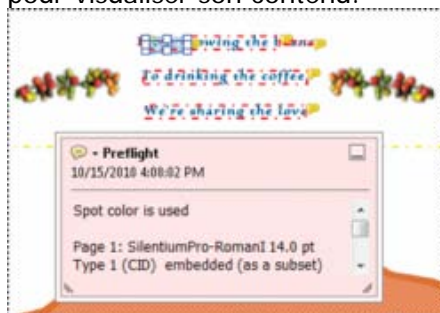 pour visualiser son contenu.
owing the
To drinking the coffee,
We're sharing the love
- Preflight
10/15/2010 4:08:02 PM
Spot color is used
Page 1: SilentiumPro-RomanI 14.0 pt
Type 1 (CID) embedded (as a subset)